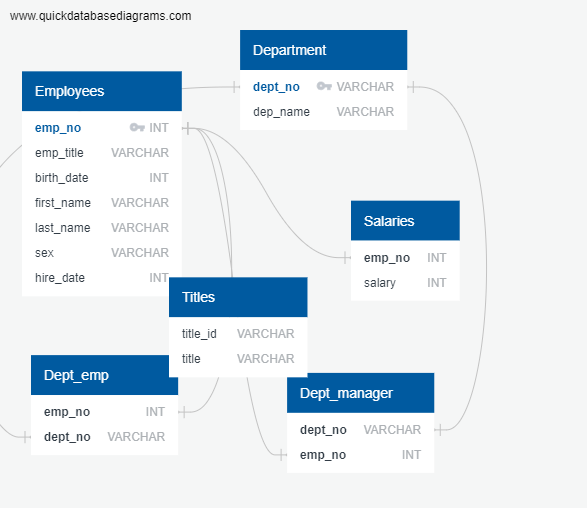 www.quickdatabasediagrams.com
Department
dept_no VARCHAR
dep_name VARCHAR
Employees
emp_no INT
emp_title VARCHAR
birth_date INT
first_name VARCHAR
last_name VARCHAR
sex VARCHAR
hire_date INT
Salaries
emp_no INT
salary INT
Titles
title_id VARCHAR
title VARCHAR
Dept_emp
emp_no INT
dept_no VARCHAR
Dept_manager
dept_no VARCHAR
emp_no INT